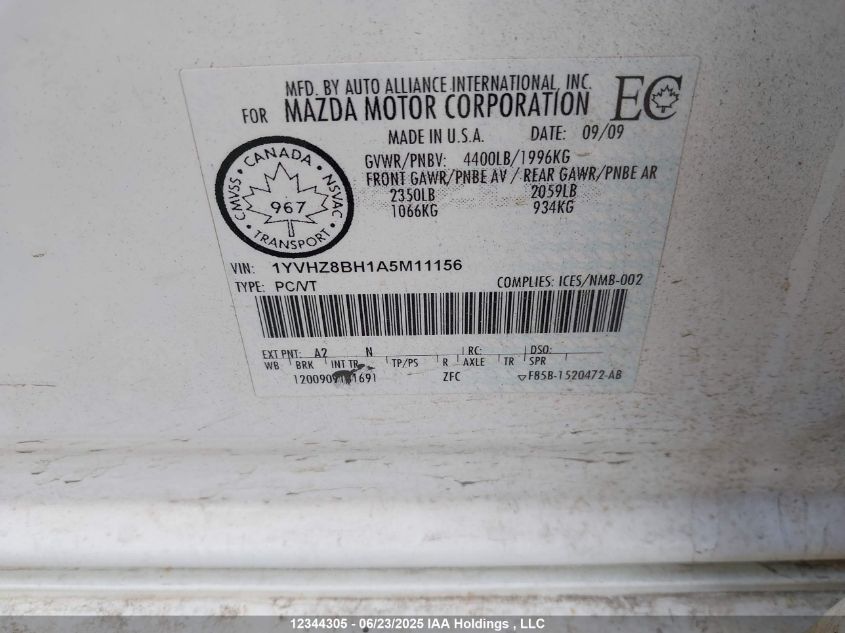 MFD. BY AUTO ALLIANCE INTERNATIONAL, INC.
FOR MAZDA MOTOR CORPORATION
EC
MADE IN U.S.A. DATE: 09/09
GVWR/PNBV: 4400LB/1996KG
FRONT GAWR/PNBE AV / REAR GAWR/PNBE AR
2350LB 2059LB
1066KG 934KG
CANADA
CMVSS NSVAC
967
TRANSPORT
VIN: 1YVHZ8BH1A5M11156
TYPE: PC/VT COMPLIES: ICES/NMB-002
EXT PNT: A2 N RC: DSO:
WB BRK INT TR TP/PS R AXLE TR SPR
ZFC F85B-1520472-AB
12344305 - 06/23/2025 IAA Holdings , LLC